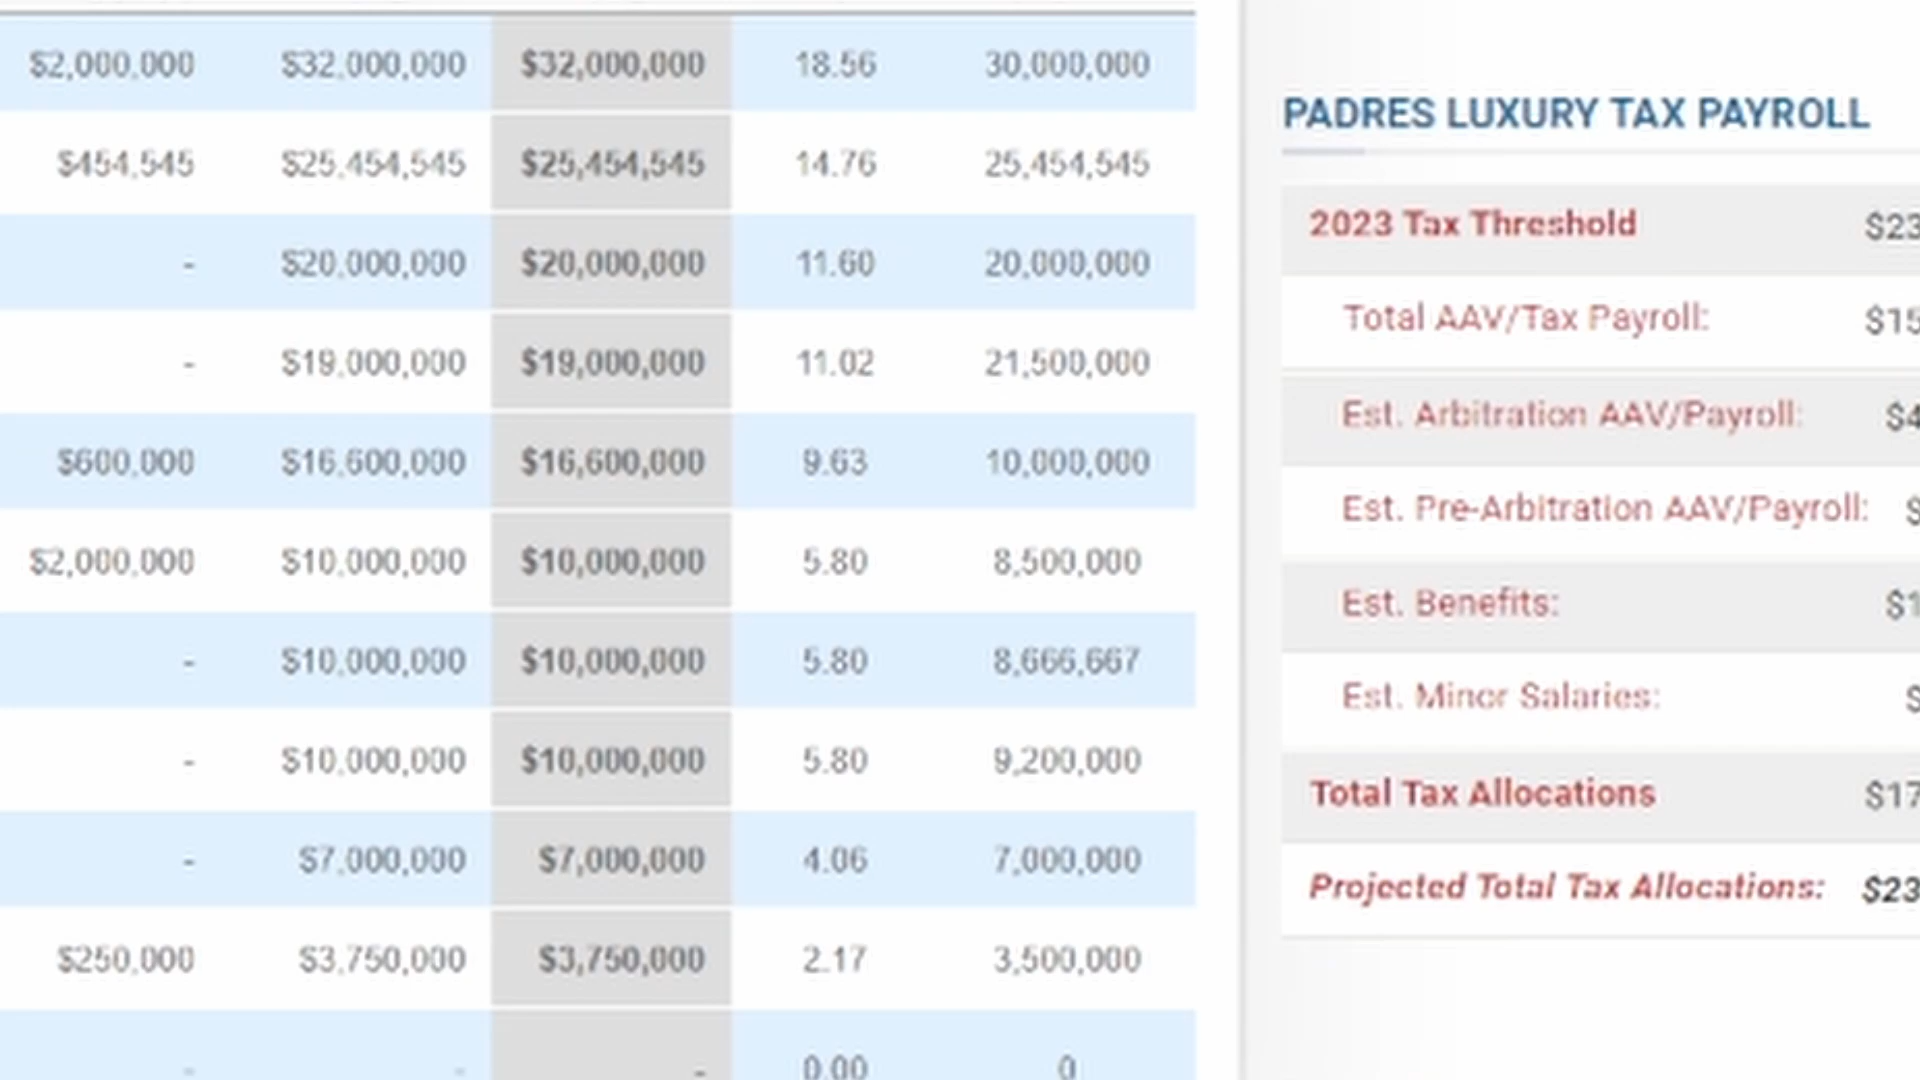 $2,000,000 $32,000,000 $32,000,000 18.56 30,000,000
$454,545 $25,454,545 $25,454,545 14.76 25,454,545
- $20,000,000 $20,000,000 11.60 20,000,000
- $19,000,000 $19,000,000 11.02 21,500,000
$600,000 $16,600,000 $16,600,000 9.63 10,000,000
$2,000,000 $10,000,000 $10,000,000 5.80 8,500,000
- $10,000,000 $10,000,000 5.80 8,666,667
- $10,000,000 $10,000,000 5.80 9,200,000
- $7,000,000 $7,000,000 4.06 7,000,000
$250,000 $3,750,000 $3,750,000 2.17 3,500,000
- - - 0.00 0
PADRES LUXURY TAX PAYROLL
2023 Tax Threshold $23
Total AAV/Tax Payroll: $15
Est. Arbitration AAV/Payroll: $4
Est. Pre-Arbitration AAV/Payroll: $
Est. Benefits: $1
Est. Minor Salaries: $
Total Tax Allocations $17
Projected Total Tax Allocations: $23